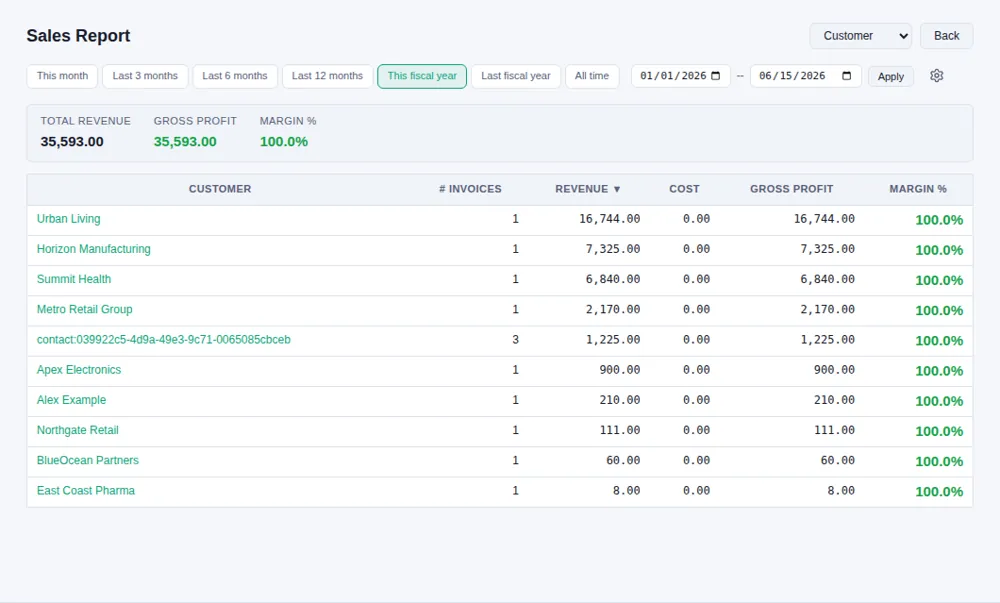 Sales Report
Customer Back
This month Last 3 months Last 6 months Last 12 months This fiscal year Last fiscal year All time 01/01/2026 -- 06/15/2026 Apply
TOTAL REVENUE GROSS PROFIT MARGIN %
35,593.00 35,593.00 100.0%
CUSTOMER # INVOICES REVENUE ▼ COST GROSS PROFIT MARGIN %
Urban Living 1 16,744.00 0.00 16,744.00 100.0%
Horizon Manufacturing 1 7,325.00 0.00 7,325.00 100.0%
Summit Health 1 6,840.00 0.00 6,840.00 100.0%
Metro Retail Group 1 2,170.00 0.00 2,170.00 100.0%
contact:039922c5-4d9a-49e3-9c71-0065085cbceb 3 1,225.00 0.00 1,225.00 100.0%
Apex Electronics 1 900.00 0.00 900.00 100.0%
Alex Example 1 210.00 0.00 210.00 100.0%
Northgate Retail 1 111.00 0.00 111.00 100.0%
BlueOcean Partners 1 60.00 0.00 60.00 100.0%
East Coast Pharma 1 8.00 0.00 8.00 100.0%